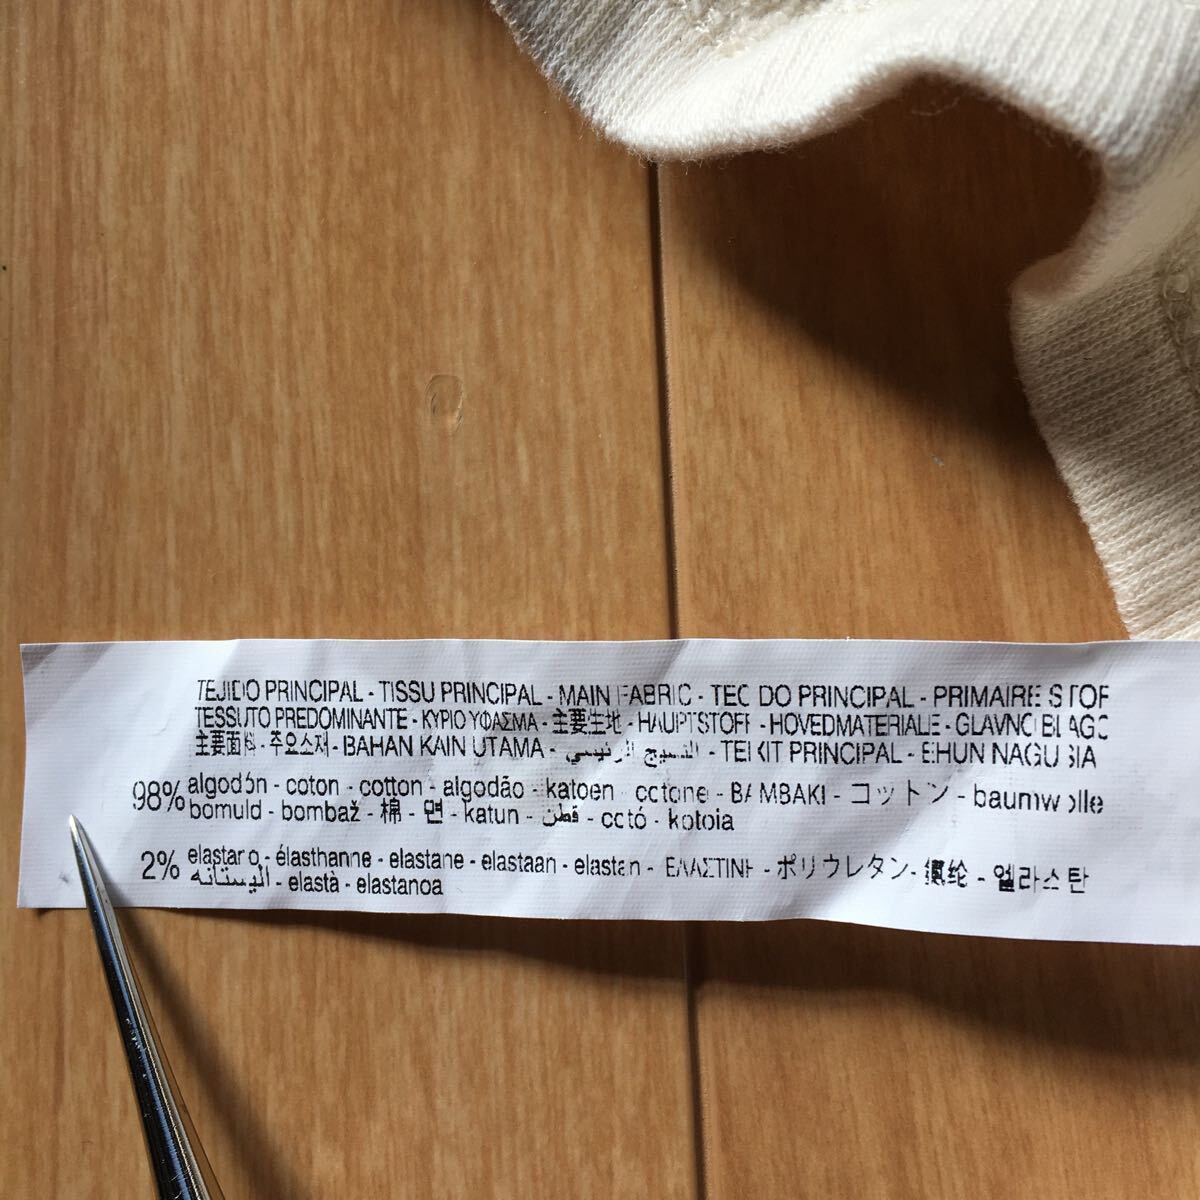 TEJIDO PRINCIPAL - TISSU PRINCIPAL - MAIN FABRIC - TECIDO PRINCIPAL - PRIMAIRE STOF
TESSUTO PREDOMINANTE - ΚΥΡΙΟ ΥΦΑΣΜΑ - 主要生地 - HAUPTSTOFF - HOVEDMATERIALE - GLAVNO BLAGO
主要面料 - 주요소재 - BAHAN KAIN UTAMA - النسيج الرئيسي - TEIXIT PRINCIPAL - EHUN NAGUSIA
98% algodón - coton - cotton - algodão - katoen cotone - BAMBAKI - コットン - baumwolle
bomuld - bombaž - 棉 - 면 - katun - قطن - cotó - kotoia
2% elastano - élasthanne - elastane - elastaan - elastan - ΕΛΑΣΤΙΝΗ - ポリウレタン - 氨纶 - 엘라스탄
اليستانه - elastà - elastanoa